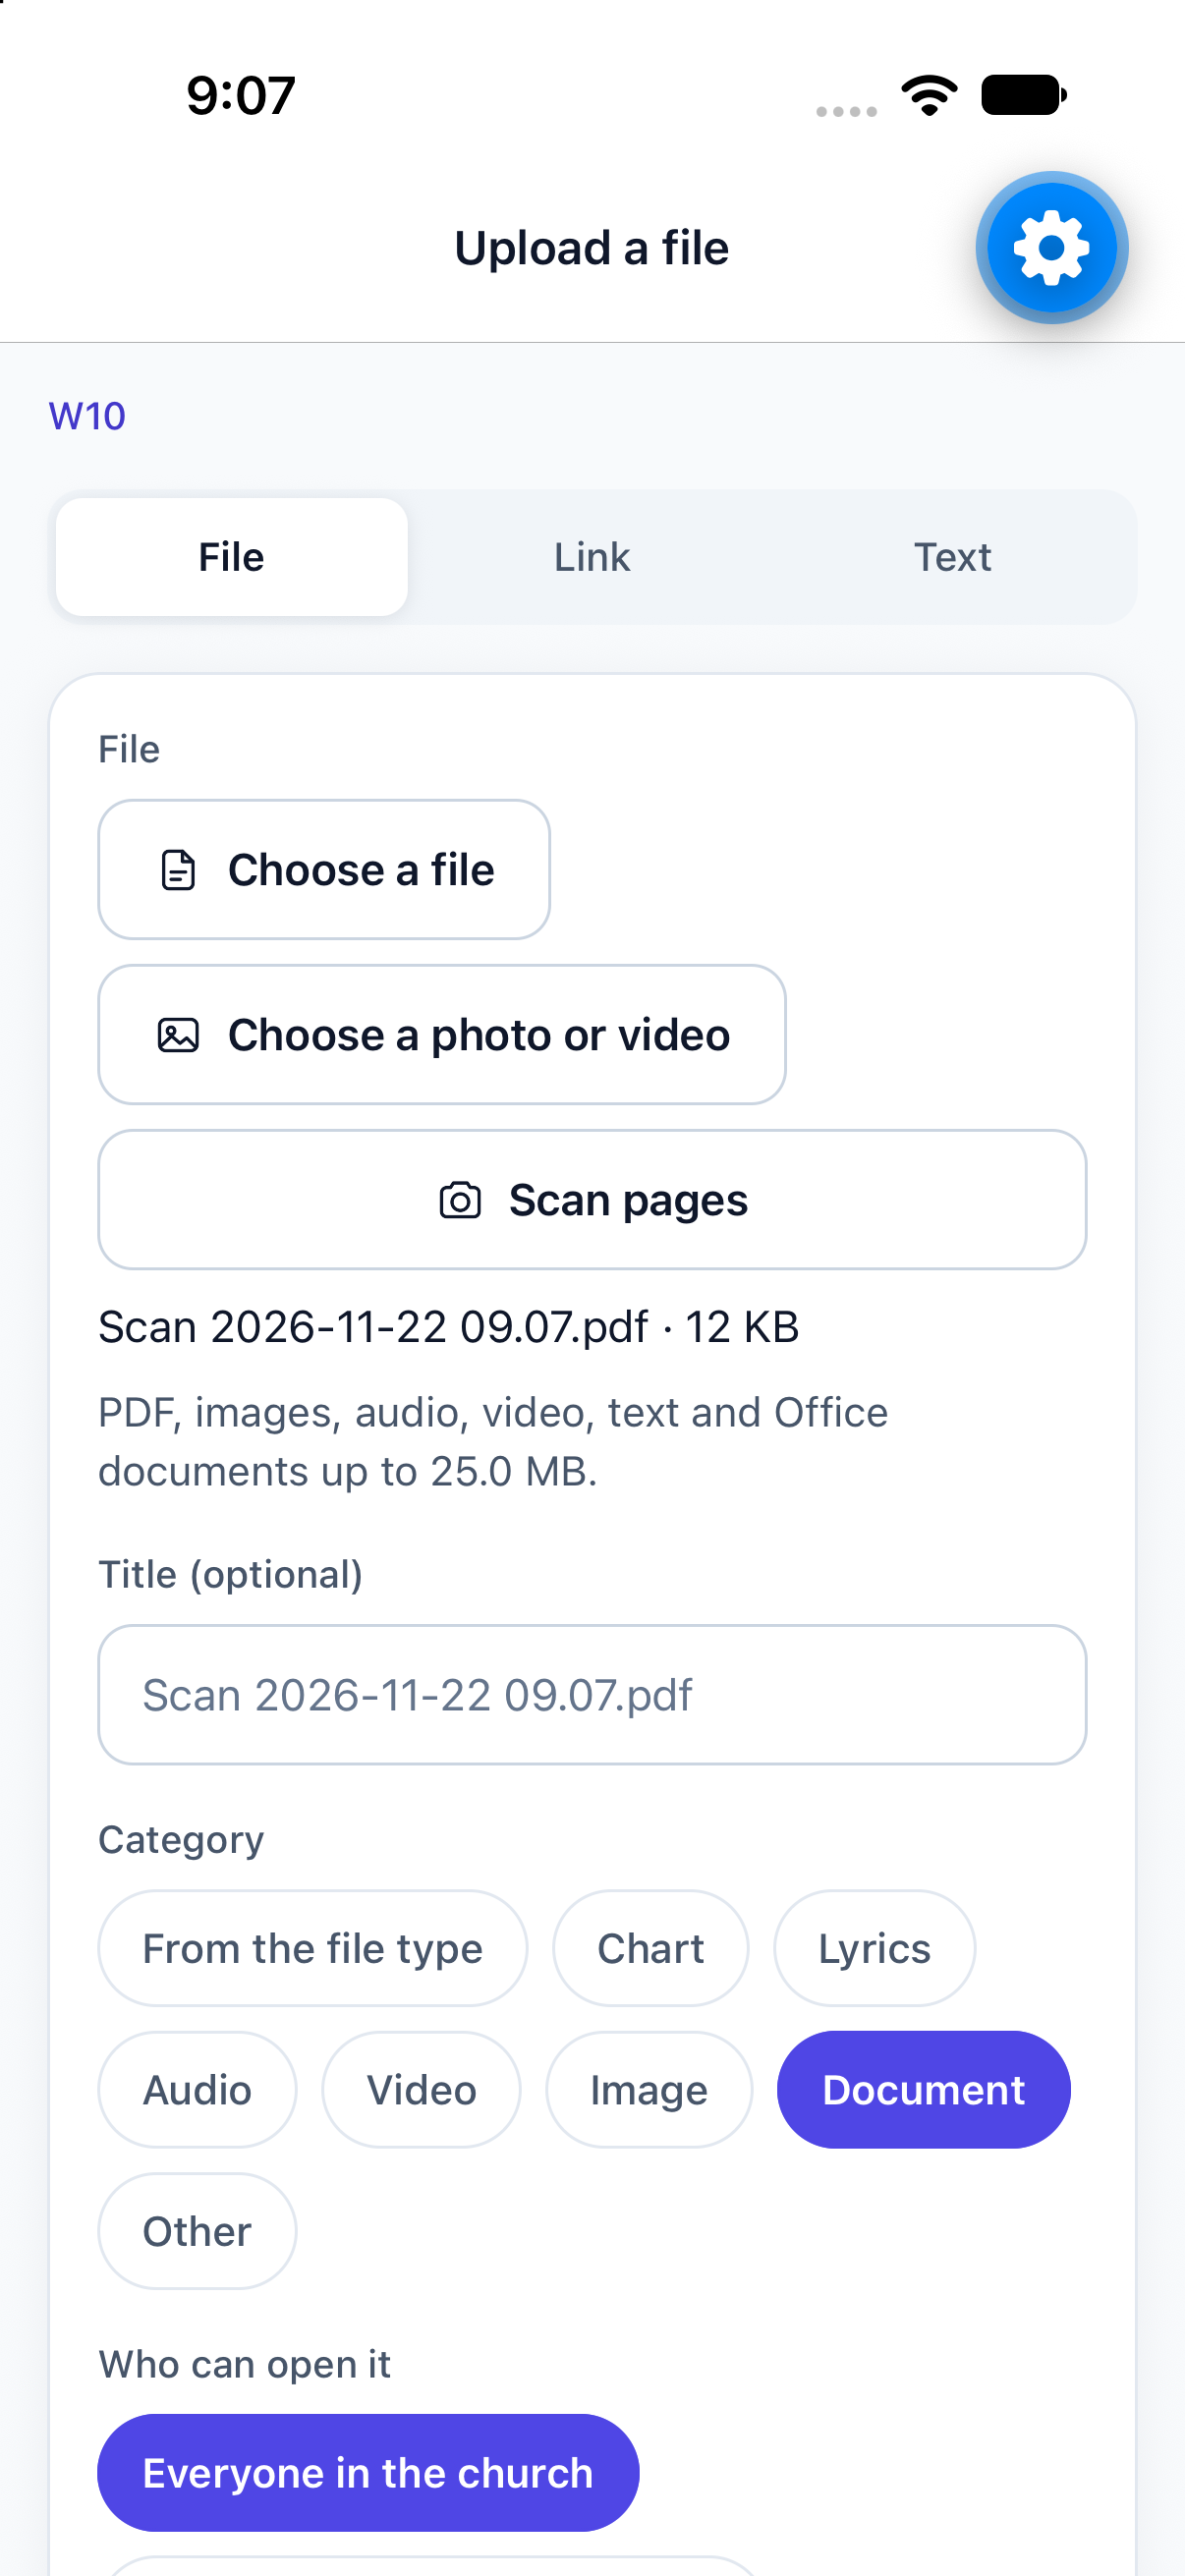 9:07
Upload a file
W10
File Link Text
File
Choose a file
Choose a photo or video
Scan pages
Scan 2026-11-22 09.07.pdf · 12 KB
PDF, images, audio, video, text and Office
documents up to 25.0 MB.
Title (optional)
Scan 2026-11-22 09.07.pdf
Category
From the file type Chart Lyrics
Audio Video Image Document
Other
Who can open it
Everyone in the church